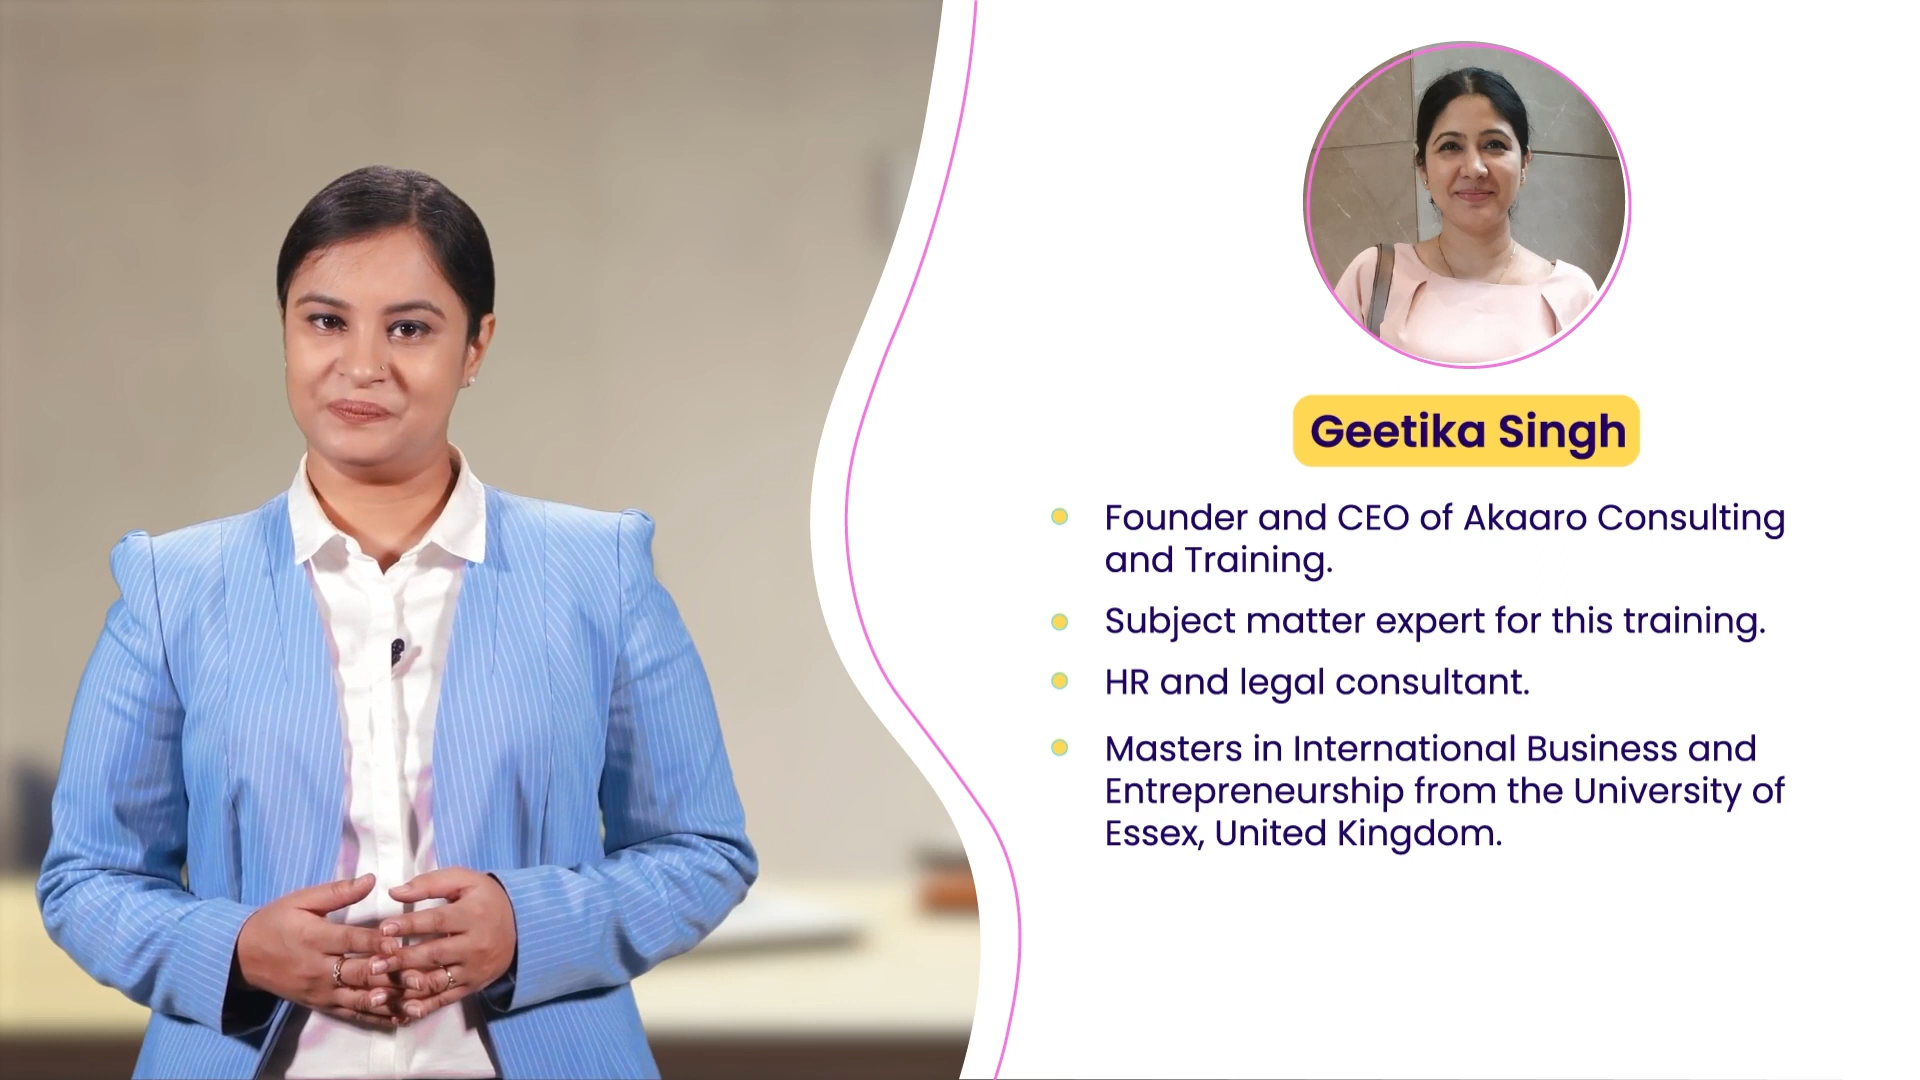 Geetika Singh
Founder and CEO of Akaaro Consulting
and Training.
Subject matter expert for this training.
HR and legal consultant.
Masters in International Business and
Entrepreneurship from the University of
Essex, United Kingdom.